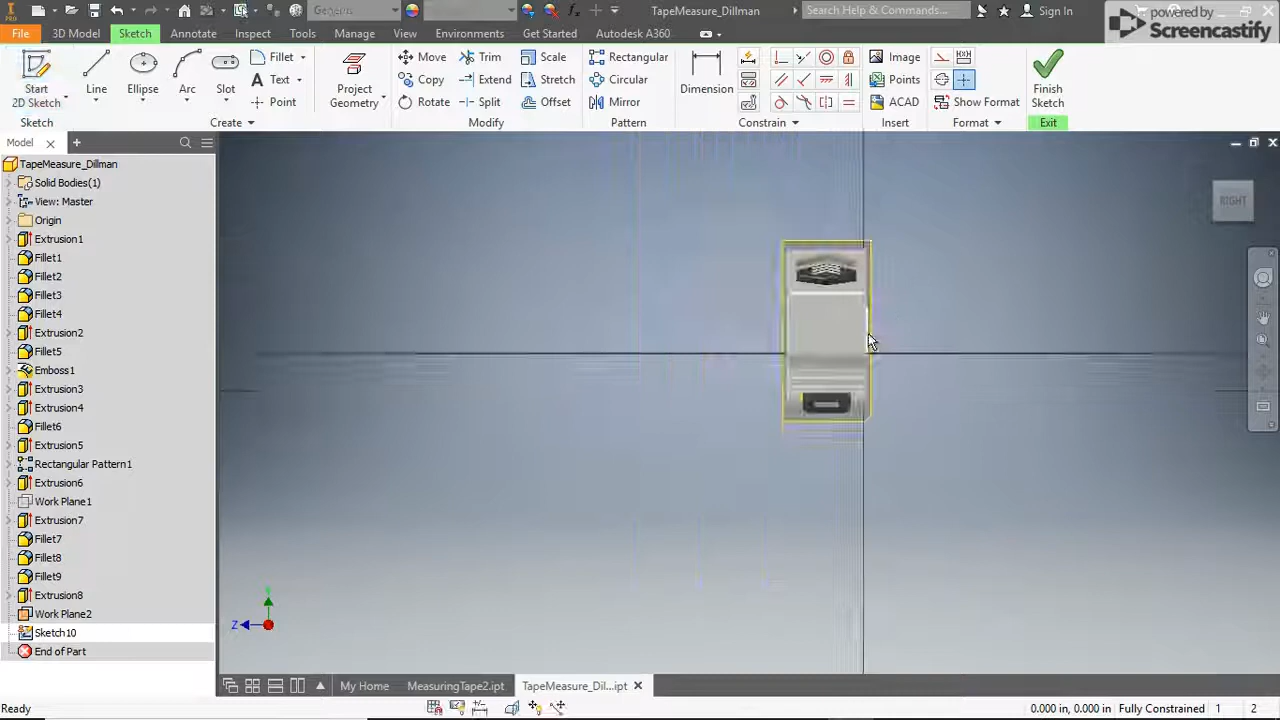 PRO
Generic
TapeMeasure_Dillman
Search Help & Commands...
Sign In
powered by
Screencastify
File
3D Model
Sketch
Annotate
Inspect
Tools
Manage
View
Environments
Get Started
Autodesk A360
Start
2D Sketch
Line
Ellipse
Arc
Slot
Fillet
Text
Point
Project
Geometry
Move
Copy
Rotate
Trim
Extend
Split
Scale
Stretch
Offset
Rectangular
Circular
Mirror
Dimension
Image
Points
ACAD
Show Format
Finish
Sketch
Sketch
Create
Modify
Pattern
Constrain
Insert
Format
Exit
Model
TapeMeasure_Dillman
Solid Bodies(1)
View: Master
Origin
Extrusion1
Fillet1
Fillet2
Fillet3
Fillet4
Extrusion2
Fillet5
Emboss1
Extrusion3
Extrusion4
Fillet6
Extrusion5
Rectangular Pattern1
Extrusion6
Work Plane1
Extrusion7
Fillet7
Fillet8
Fillet9
Extrusion8
Work Plane2
Sketch10
End of Part
RIGHT
Z
My Home
MeasuringTape2.ipt
TapeMeasure_Dil...ipt
Ready
0.000 in, 0.000 in
Fully Constrained
1
2